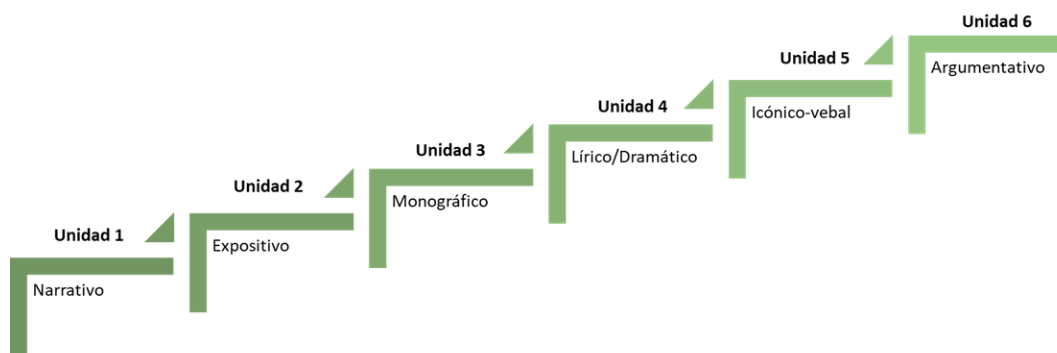 Unidad 1
Narrativo
Unidad 2
Expositivo
Unidad 3
Monográfico
Unidad 4
Lírico/Dramático
Unidad 5
Icónico-vebal
Unidad 6
Argumentativo